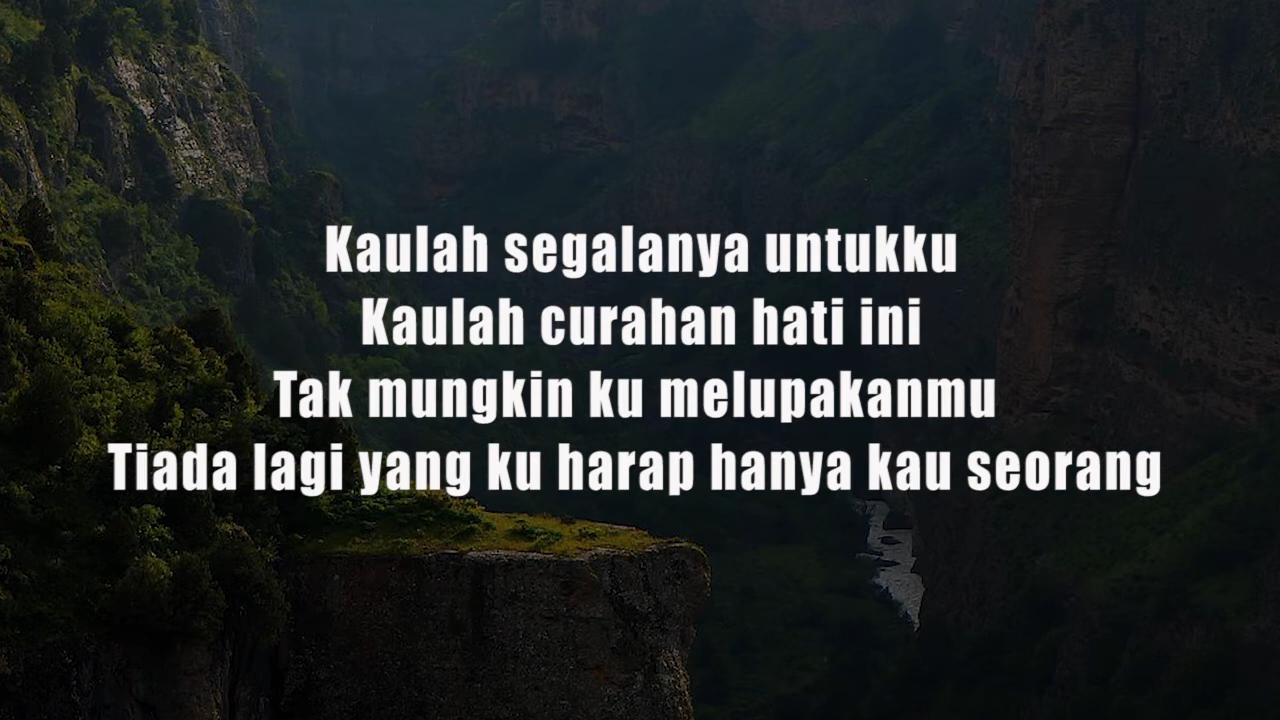 Kaulah segalanya untukku
Kaulah curahan hati ini
Tak mungkin ku melupakanmu
Tiada lagi yang ku harap hanya kau seorang